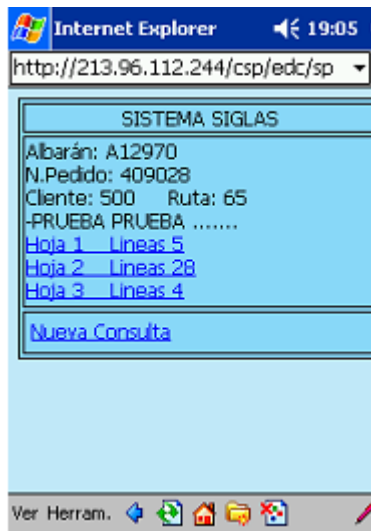 Internet Explorer 19:05
http://213.96.112.244/csp/edc/sp
SISTEMA SIGLAS
Albarán: A12970
N.Pedido: 409028
Cliente: 500 Ruta: 65
-PRUEBA PRUEBA .......
Hoja 1 Lineas 5
Hoja 2 Lineas 28
Hoja 3 Lineas 4
Nueva Consulta
Ver Herram.